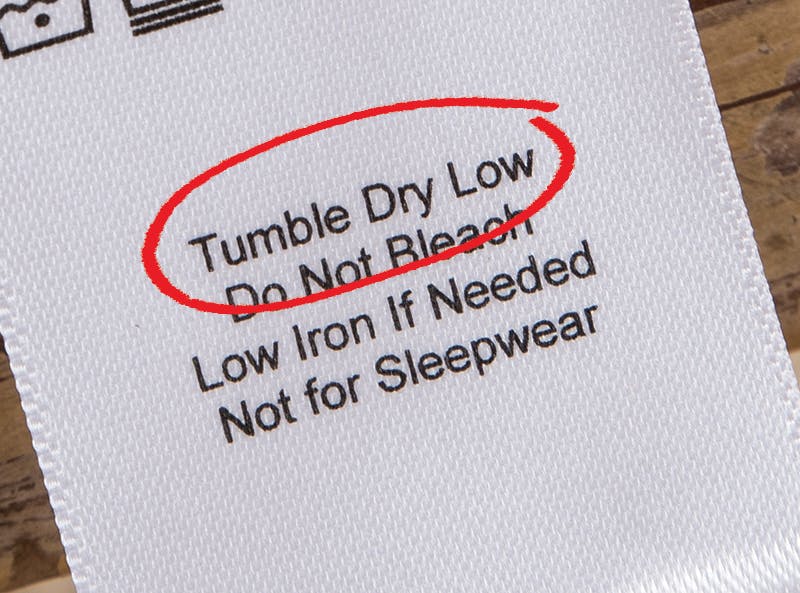 Tumble Dry Low
Do Not Bleach
Low Iron If Needed
Not for Sleepwear